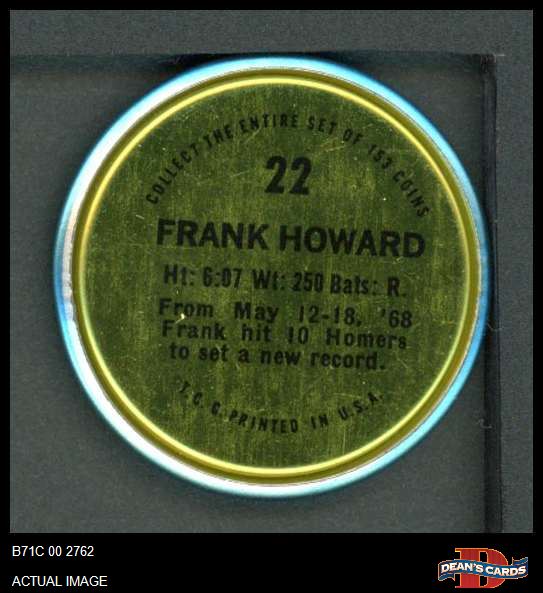 COLLECT THE ENTIRE SET OF 153 COINS
22
FRANK HOWARD
Ht: 6:07 Wt: 250 Bats: R.
From May 12-18, '68
Frank hit 10 Homers
to set a new record.
T.C.G. PRINTED IN U.S.A.
B71C 00 2762
ACTUAL IMAGE
D
DEAN'S CARDS